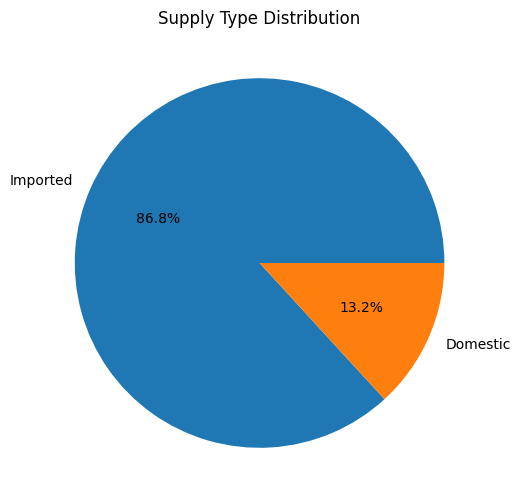 Supply Type Distribution
Imported
86.8%
13.2%
Domestic